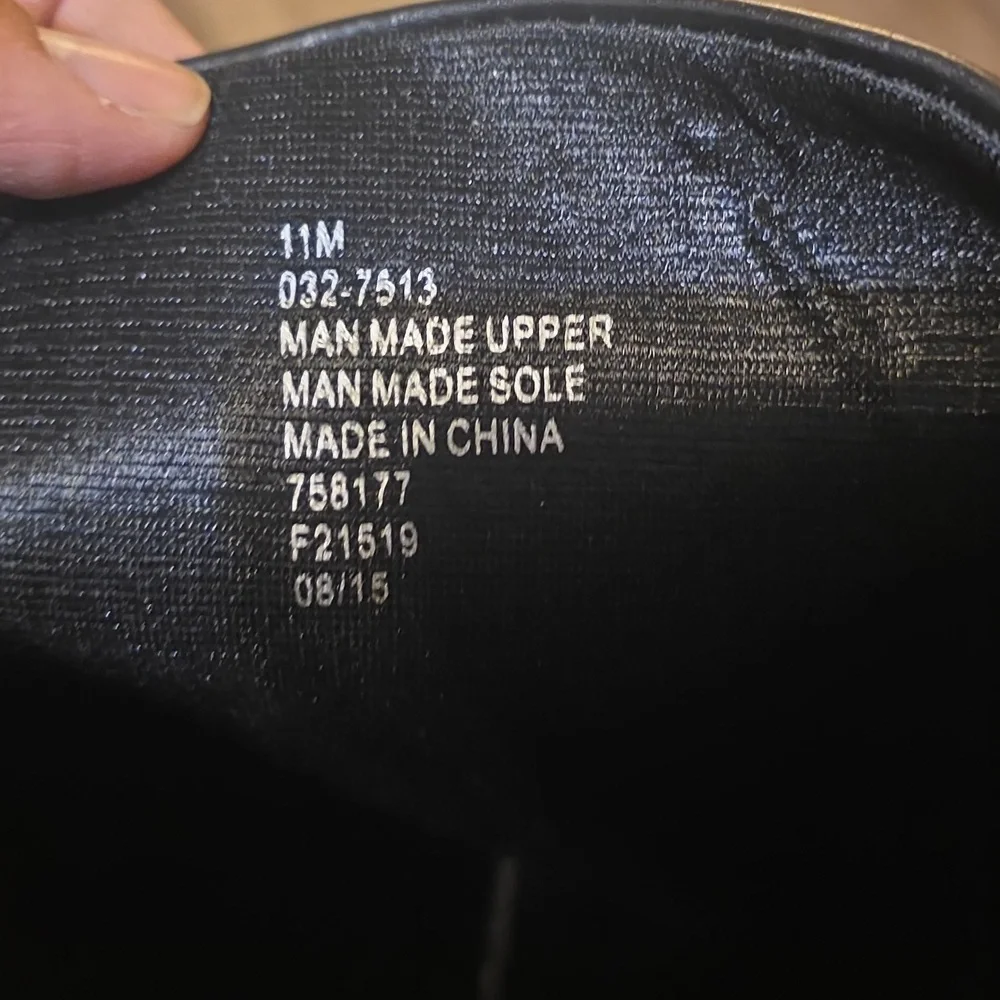 11M
032-7513
MAN MADE UPPER
MAN MADE SOLE
MADE IN CHINA
758177
F21519
08/15